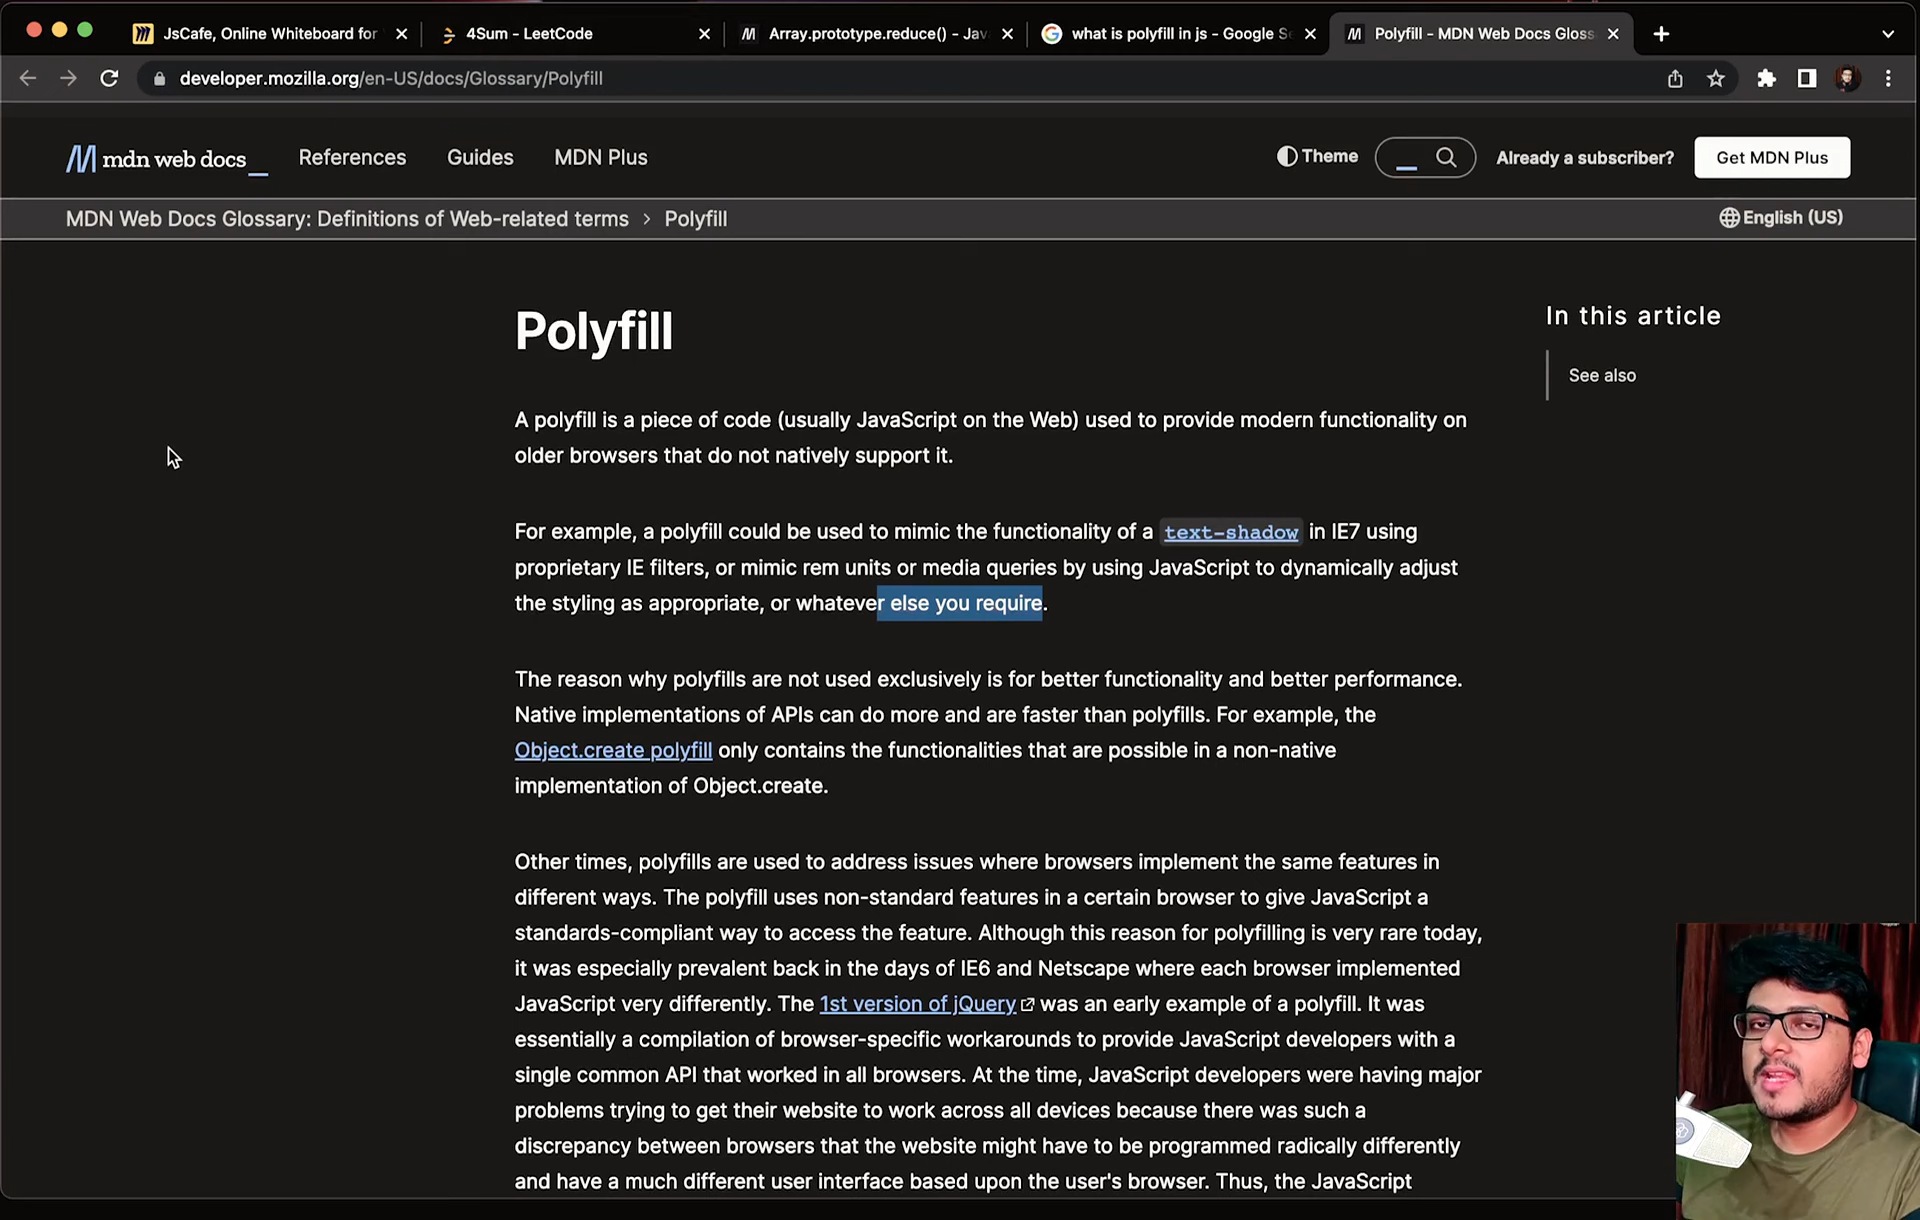 JsCafe, Online Whiteboard for
4Sum - LeetCode
Array.prototype.reduce() - Jav
what is polyfill in js - Google Se
Polyfill - MDN Web Docs Gloss
developer.mozilla.org/en-US/docs/Glossary/Polyfill
mdn web docs_
References
Guides
MDN Plus
Theme
Already a subscriber?
Get MDN Plus
MDN Web Docs Glossary: Definitions of Web-related terms > Polyfill
English (US)
Polyfill
In this article
See also
A polyfill is a piece of code (usually JavaScript on the Web) used to provide modern functionality on
older browsers that do not natively support it.
For example, a polyfill could be used to mimic the functionality of a text-shadow in IE7 using
proprietary IE filters, or mimic rem units or media queries by using JavaScript to dynamically adjust
the styling as appropriate, or whatever else you require.
The reason why polyfills are not used exclusively is for better functionality and better performance.
Native implementations of APIs can do more and are faster than polyfills. For example, the
Object.create polyfill only contains the functionalities that are possible in a non-native
implementation of Object.create.
Other times, polyfills are used to address issues where browsers implement the same features in
different ways. The polyfill uses non-standard features in a certain browser to give JavaScript a
standards-compliant way to access the feature. Although this reason for polyfilling is very rare today,
it was especially prevalent back in the days of IE6 and Netscape where each browser implemented
JavaScript very differently. The 1st version of jQuery was an early example of a polyfill. It was
essentially a compilation of browser-specific workarounds to provide JavaScript developers with a
single common API that worked in all browsers. At the time, JavaScript developers were having major
problems trying to get their website to work across all devices because there was such a
discrepancy between browsers that the website might have to be programmed radically differently
and have a much different user interface based upon the user's browser. Thus, the JavaScript